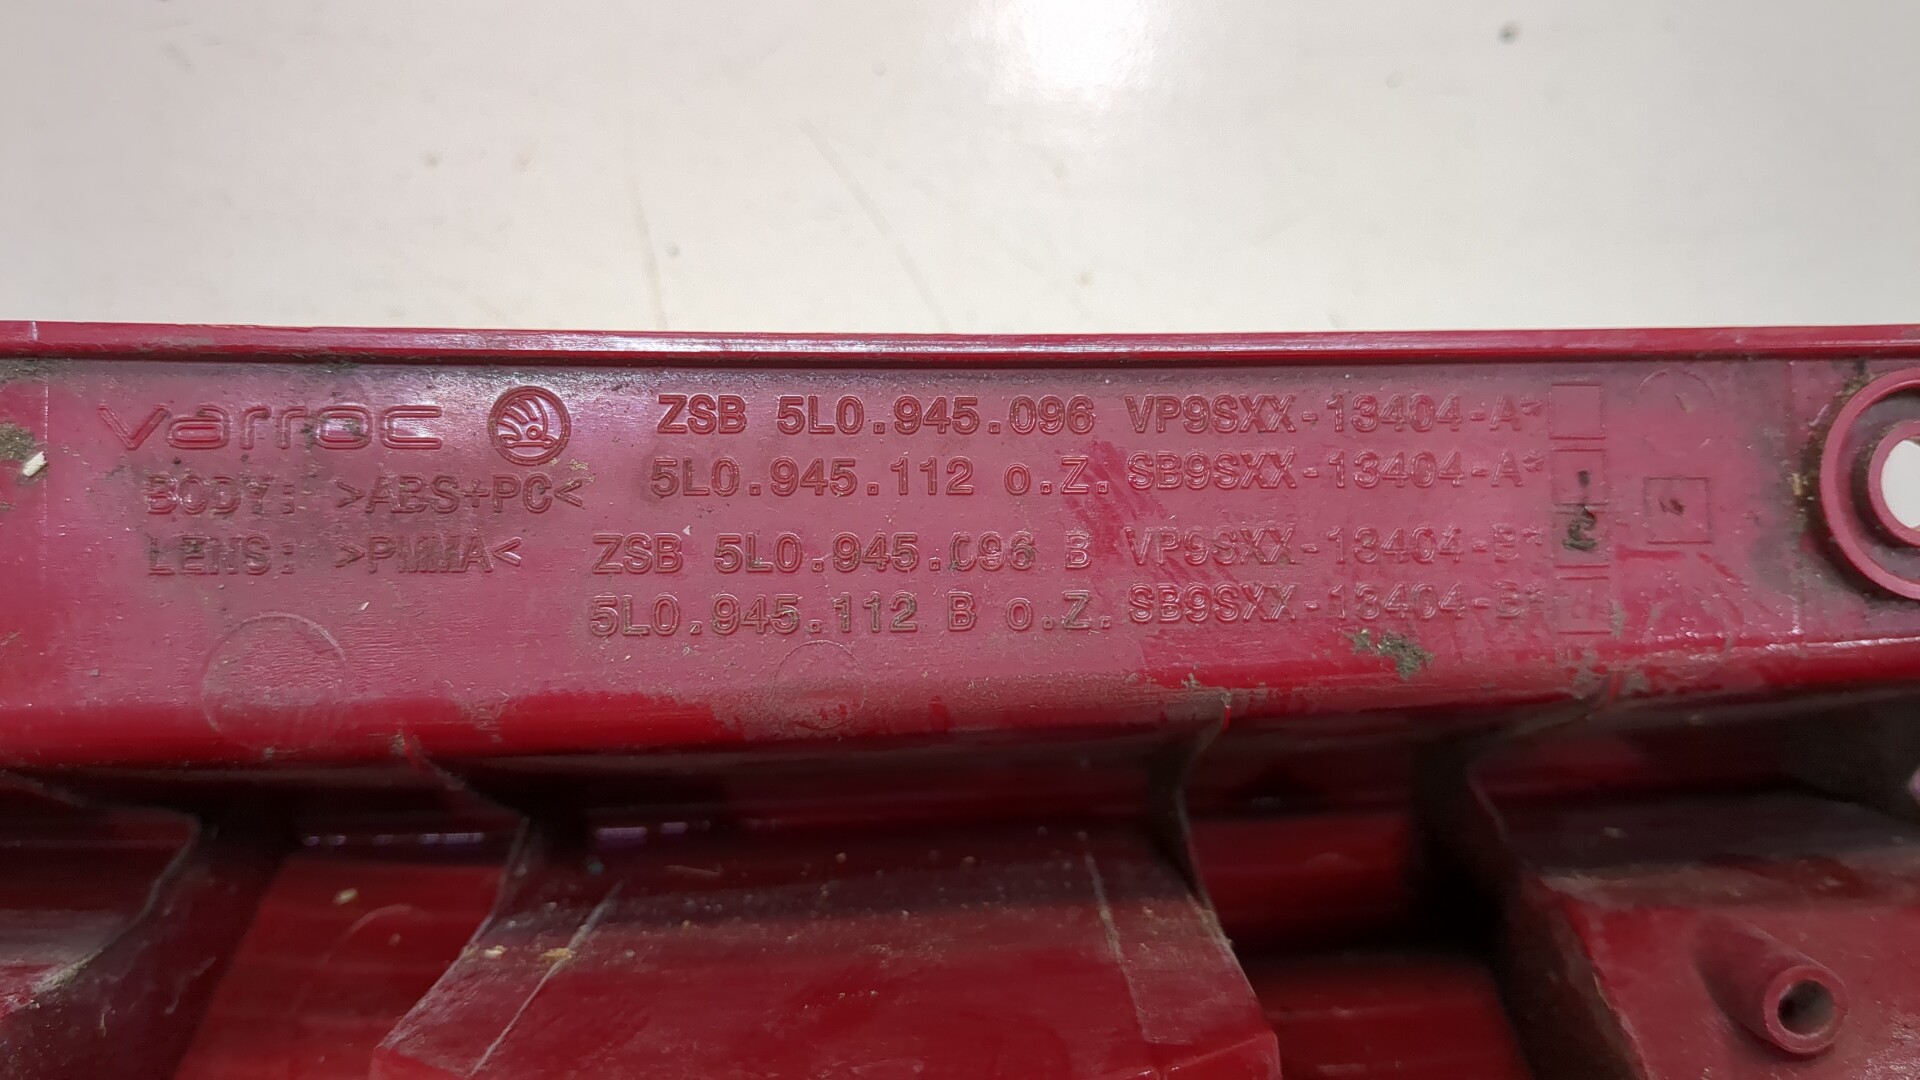 varroc
BODY: >ABS+PC<
LENS: >PMMA<
ZSB 5L0.945.096 VP9SXX-13404-A*
5L0.945.112 o.Z. SB9SXX-13404-A*
ZSB 5L0.945.096 B VP9SXX-13404-B*
5L0.945.112 B o.Z. SB9SXX-13404-B*